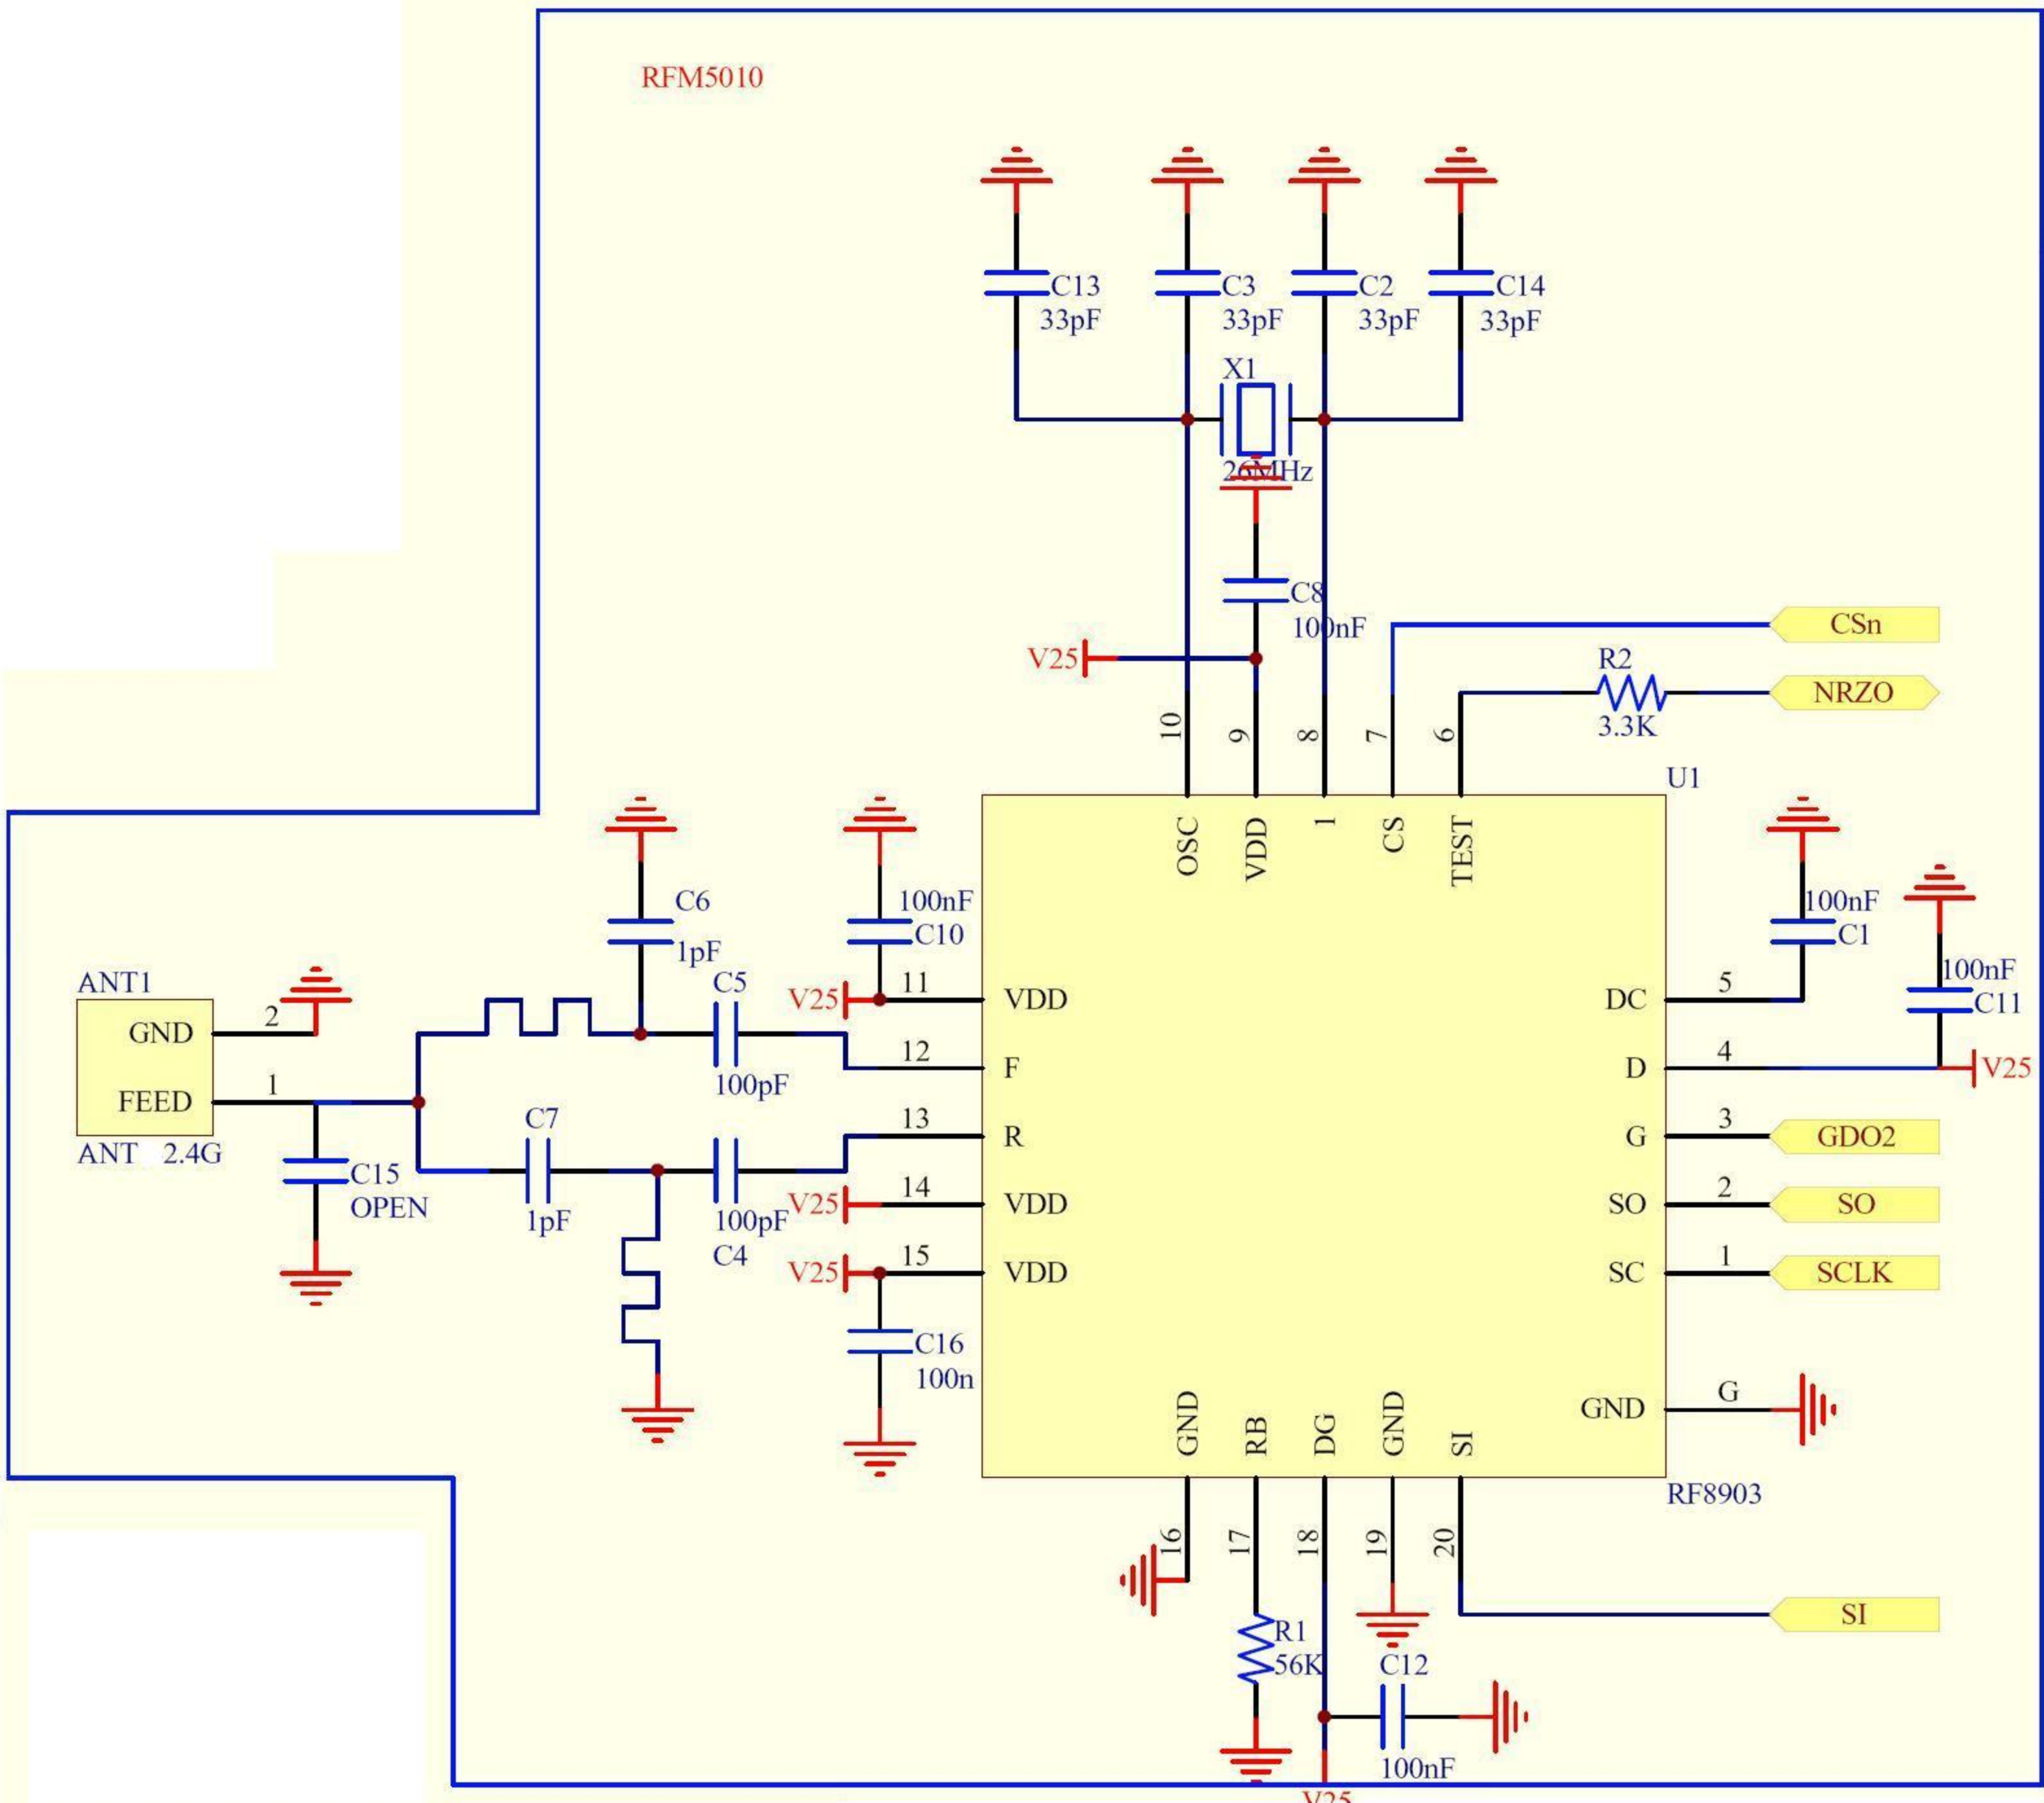 RFM5010
C13
33pF
C3
33pF
C2
33pF
C14
33pF
X1
26MHz
C8
100nF
V25
CSn
R2
NRZO
3.3K
10
9
8
7
6
U1
OSC
VDD
1
CS
TEST
C6
1pF
100nF
C10
100nF
C1
100nF
C11
ANT1
GND
2
FEED
1
ANT 2.4G
C15
OPEN
C5
100pF
C7
1pF
100pF
C4
V25
11
VDD
12
F
13
R
V25
14
VDD
V25
15
VDD
C16
100n
DC
5
D
4
V25
G
3
GDO2
SO
2
SO
SC
1
SCLK
GND
G
RF8903
GND
RB
DG
GND
SI
16
17
18
19
20
SI
R1
56K
C12
100nF
V25